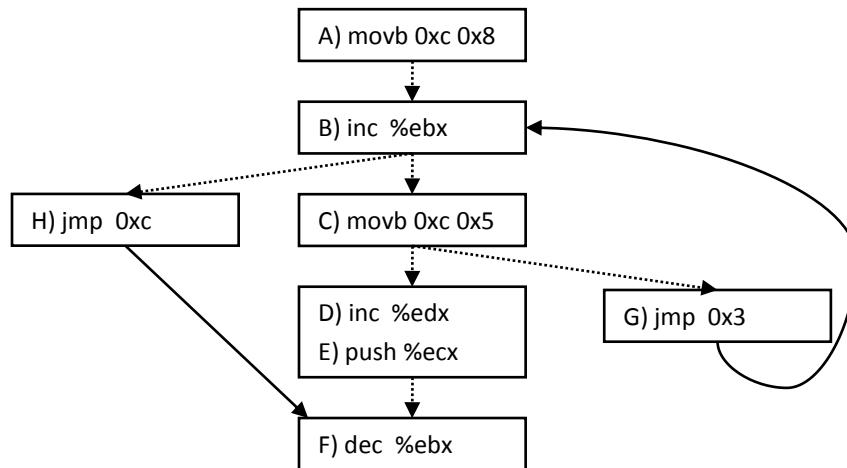 A) movb 0xc 0x8
B) inc %ebx
H) jmp 0xc
C) movb 0xc 0x5
D) inc %edx
E) push %ecx
G) jmp 0x3
F) dec %ebx